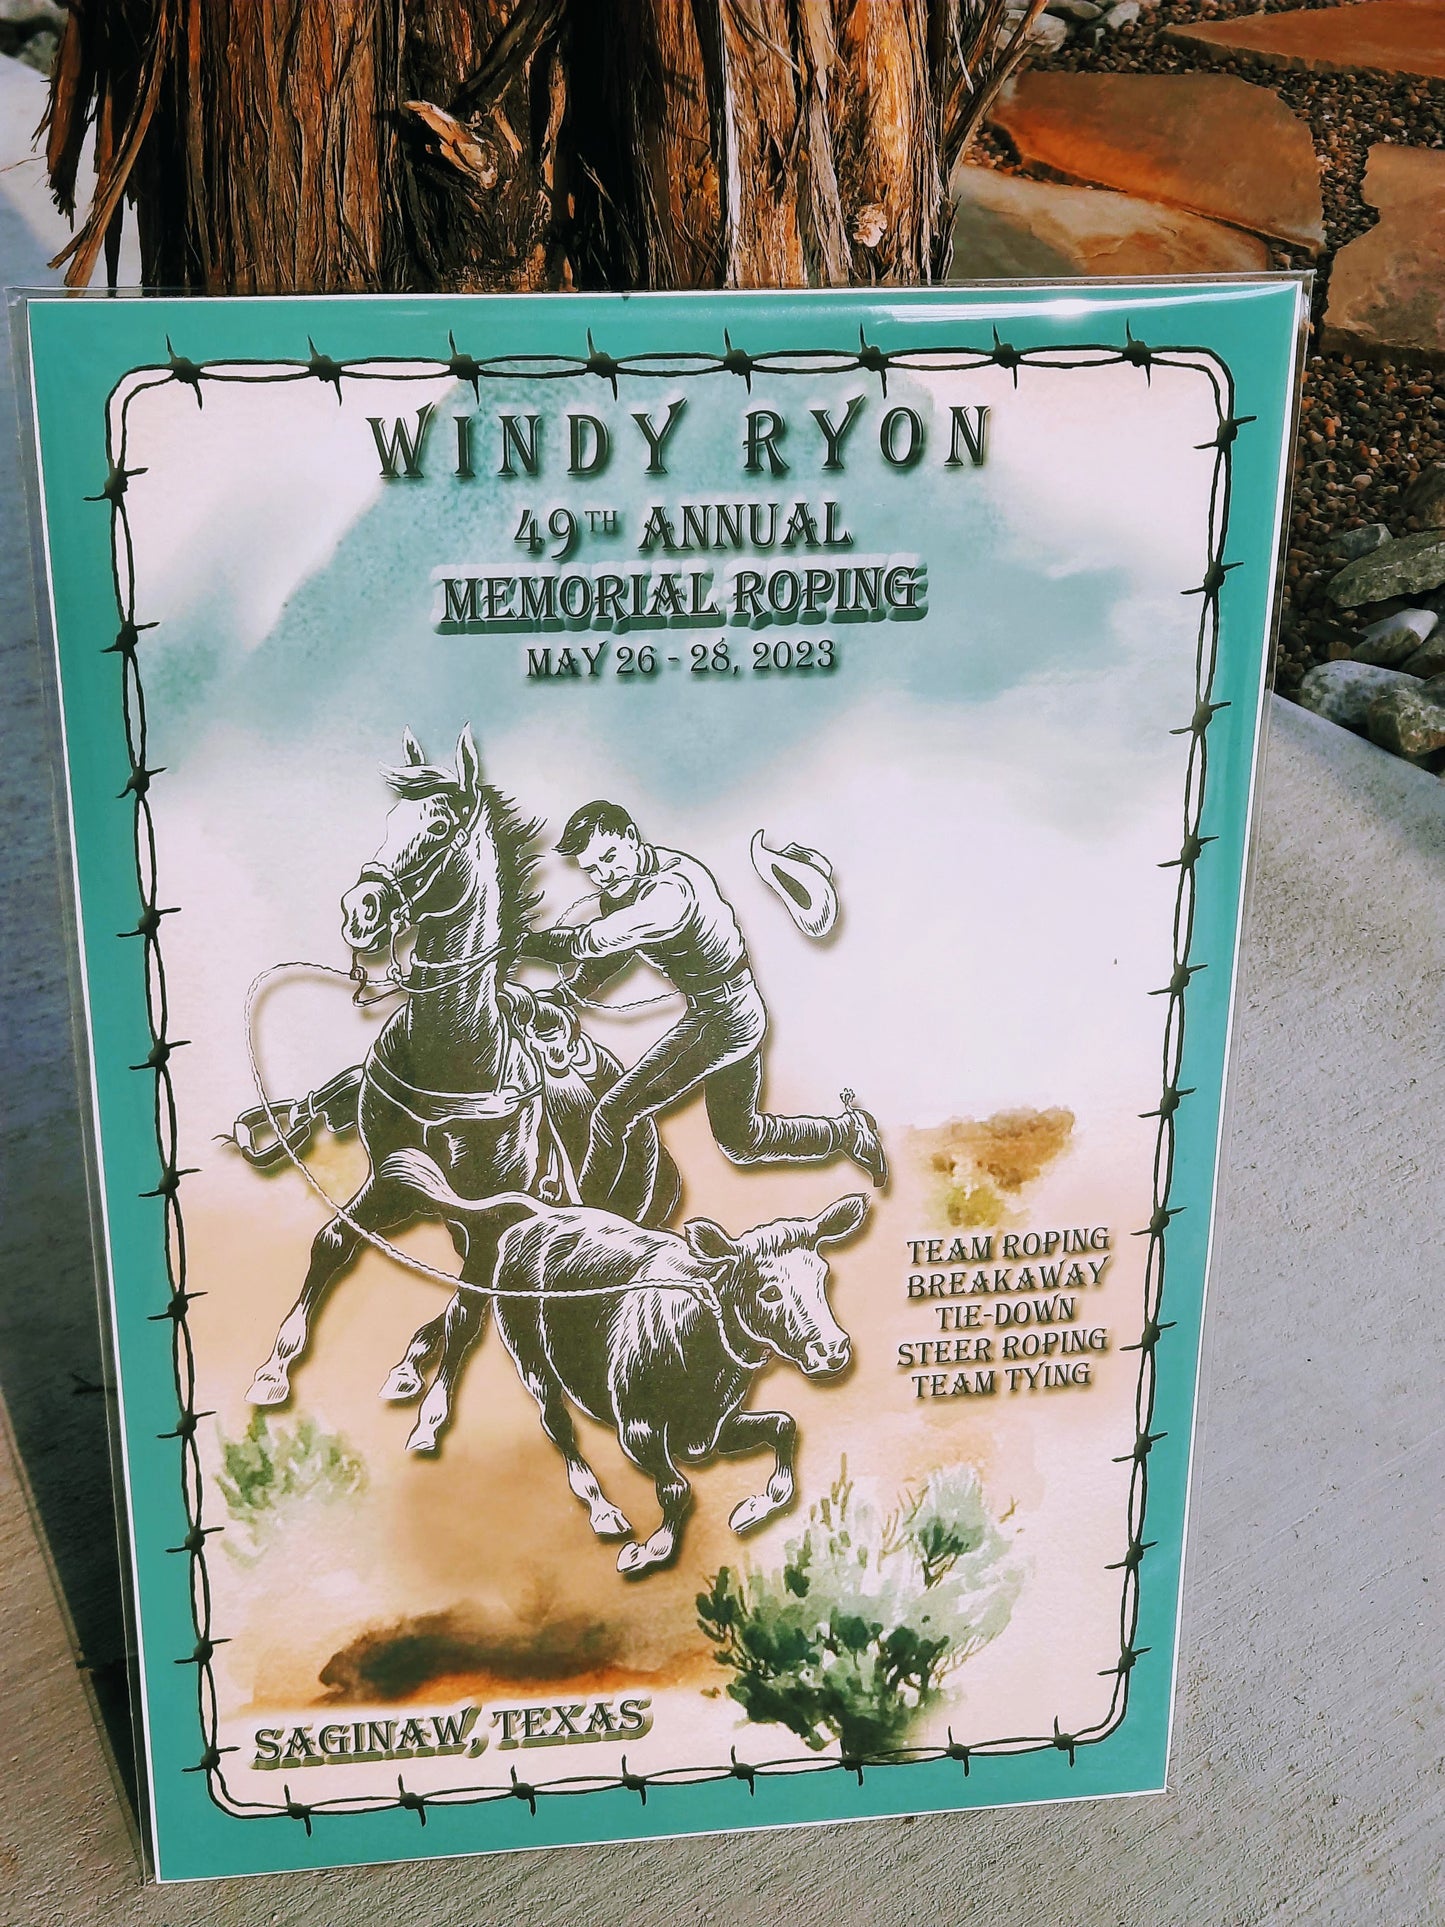 WINDY RYON
49TH ANNUAL
MEMORIAL ROPING
MAY 26 - 28, 2023
TEAM ROPING
BREAKAWAY
TIE-DOWN
STEER ROPING
TEAM TYING
SAGINAW, TEXAS